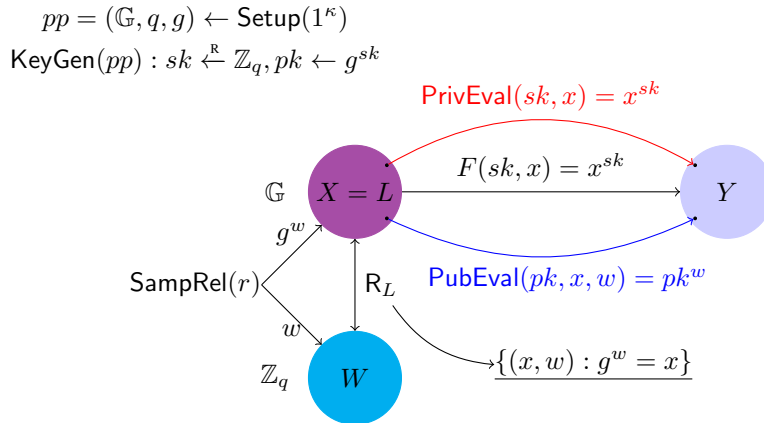 pp = (𝔾, q, g) ← Setup(1^κ)
KeyGen(pp) : sk ←^R ℤ_q, pk ← g^{sk}
PrivEval(sk, x) = x^{sk}
F(sk, x) = x^{sk}
𝔾
X = L
Y
g^w
SampRel(r)
R_L
PubEval(pk, x, w) = pk^w
w
{(x, w) : g^w = x}
ℤ_q
W